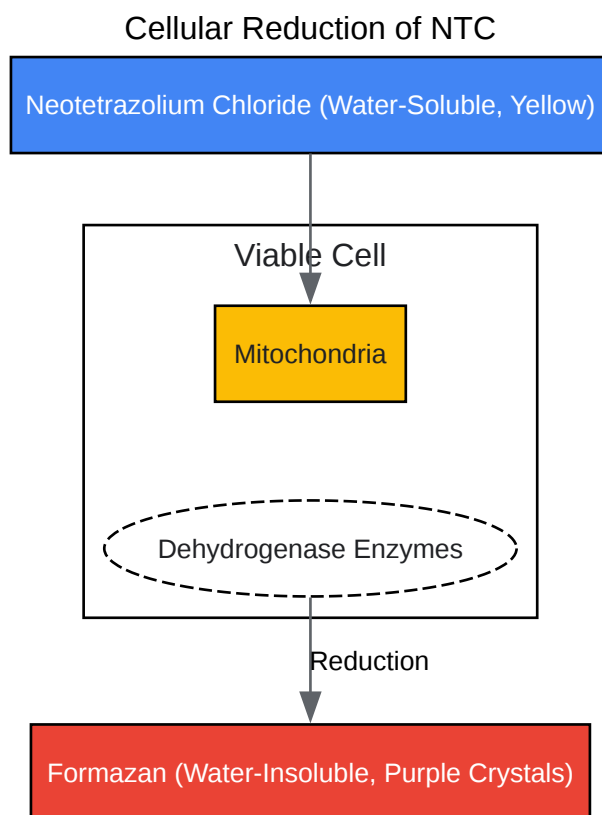 Cellular Reduction of NTC
Neotetrazolium Chloride (Water-Soluble, Yellow)
Viable Cell
Mitochondria
Dehydrogenase Enzymes
Reduction
Formazan (Water-Insoluble, Purple Crystals)